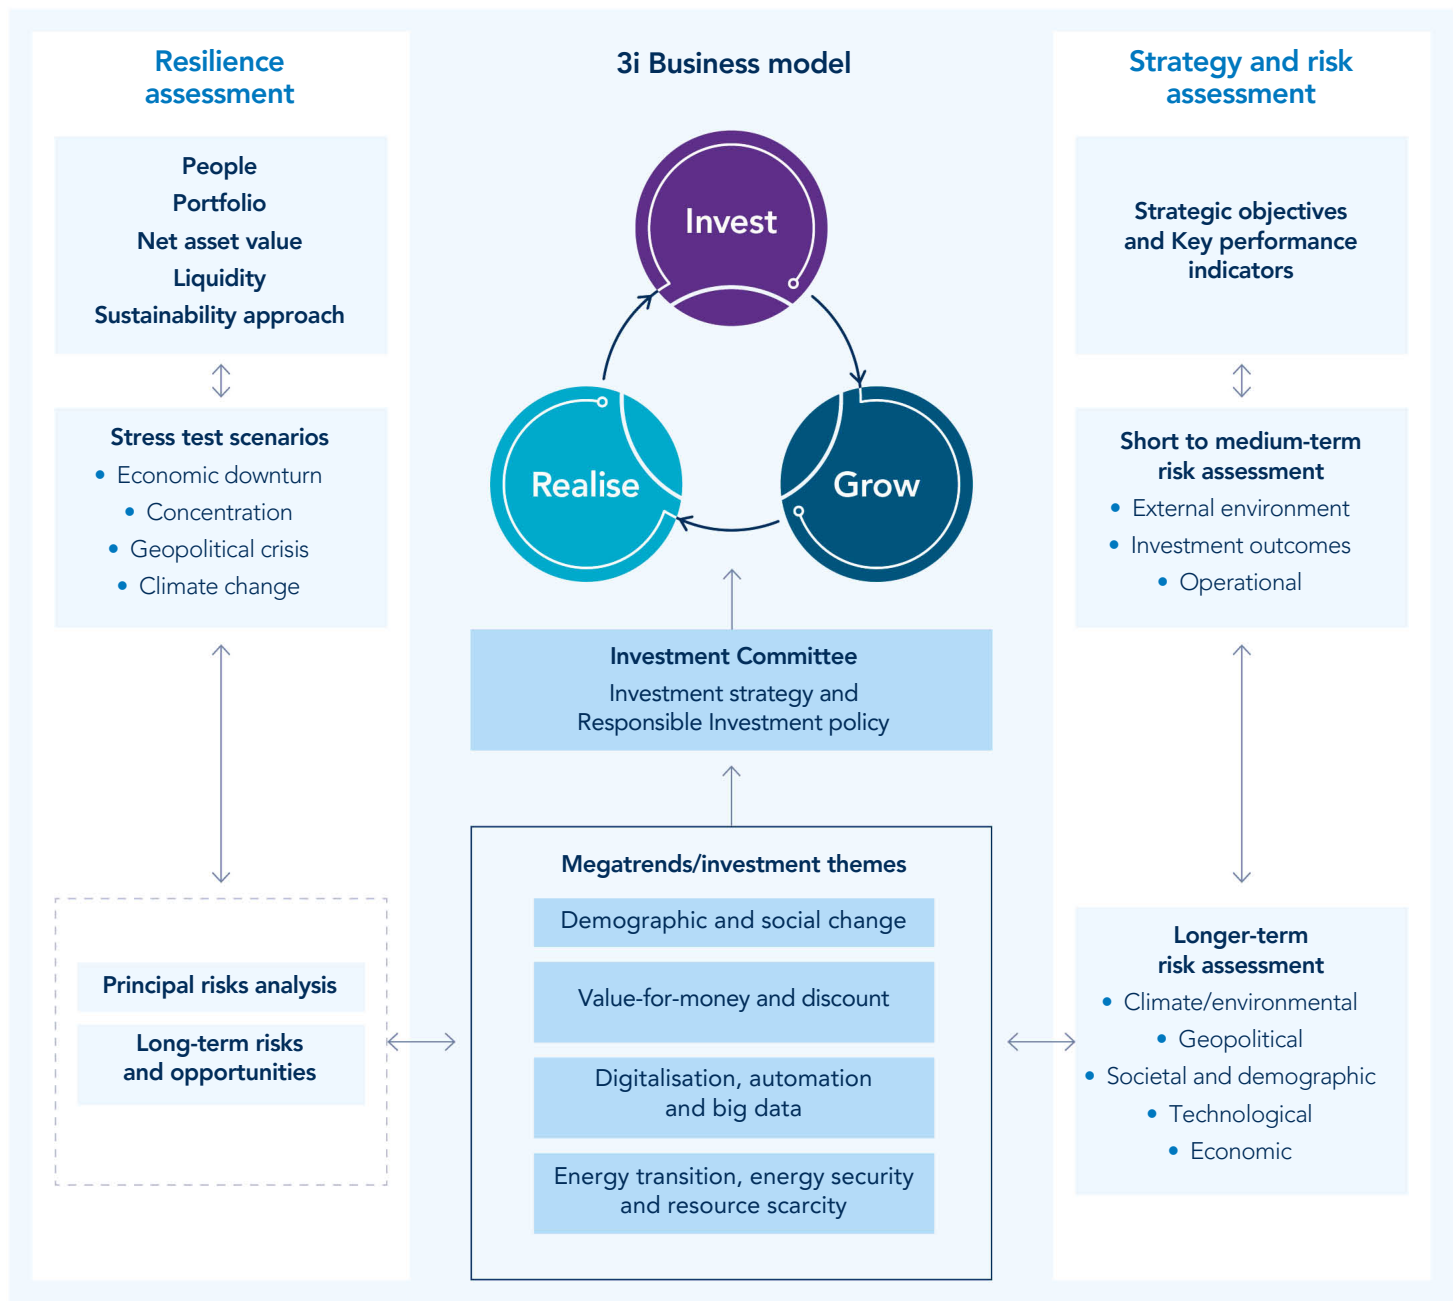 Resilience
assessment
People
Portfolio
Net asset value
Liquidity
Sustainability approach
Stress test scenarios
• Economic downturn
• Concentration
• Geopolitical crisis
• Climate change
Principal risks analysis
Long-term risks
and opportunities
3i Business model
Invest
Realise
Grow
Investment Committee
Investment strategy and
Responsible Investment policy
Megatrends/investment themes
Demographic and social change
Value-for-money and discount
Digitalisation, automation
and big data
Energy transition, energy security
and resource scarcity
Strategy and risk
assessment
Strategic objectives
and Key performance
indicators
Short to medium-term
risk assessment
• External environment
• Investment outcomes
• Operational
Longer-term
risk assessment
• Climate/environmental
• Geopolitical
• Societal and demographic
• Technological
• Economic